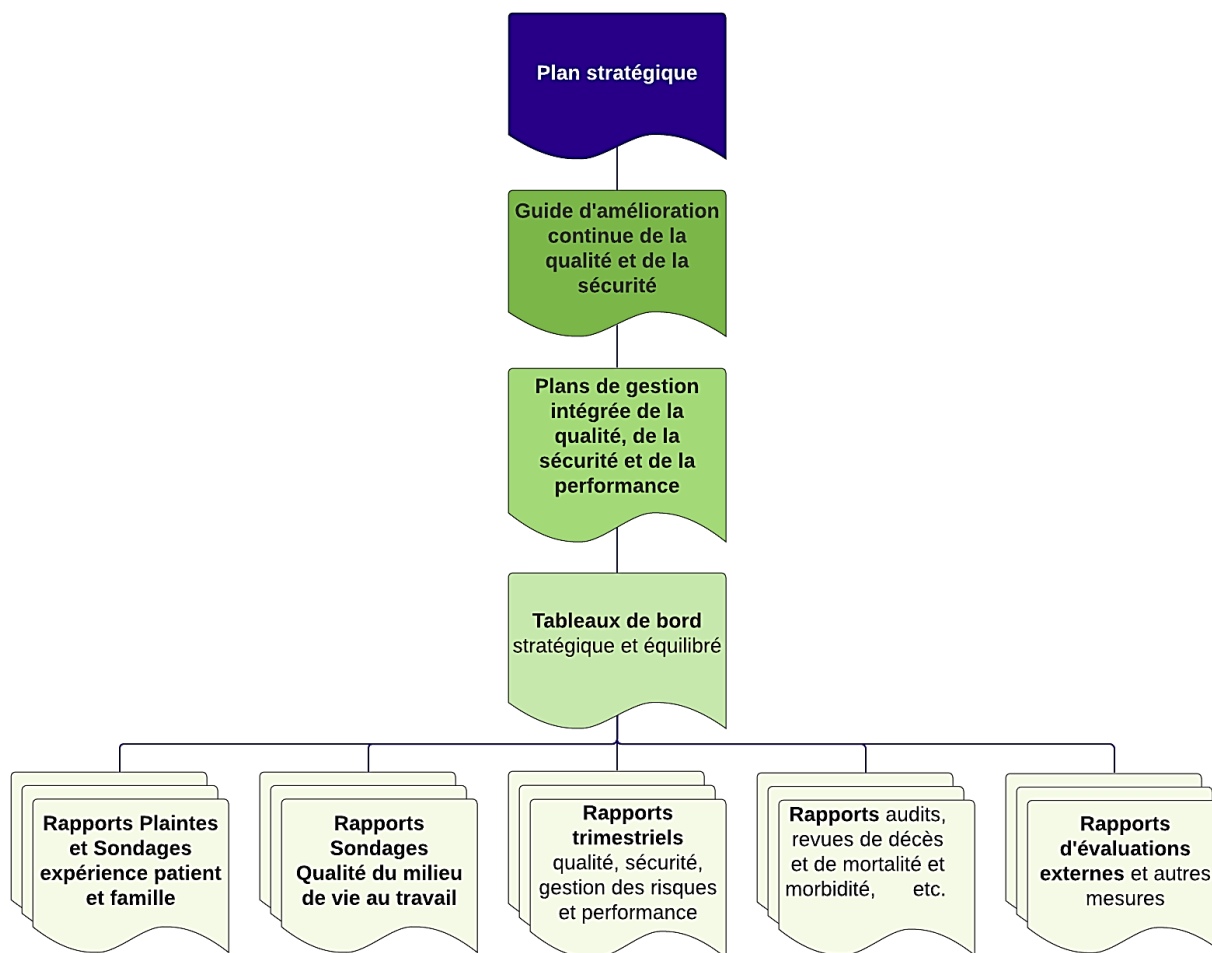 Plan stratégique
Guide d'amélioration
continue de la
qualité et de la
sécurité
Plans de gestion
intégrée de la
qualité, de la
sécurité et de la
performance
Tableaux de bord
stratégique et équilibré
Rapports Plaintes
et Sondages
expérience patient
et famille
Rapports
Sondages
Qualité du milieu
de vie au travail
Rapports
trimestriels
qualité, sécurité,
gestion des risques
et performance
Rapports audits,
revues de décès
et de mortalité et
morbidité, etc.
Rapports
d'évaluations
externes et autres
mesures